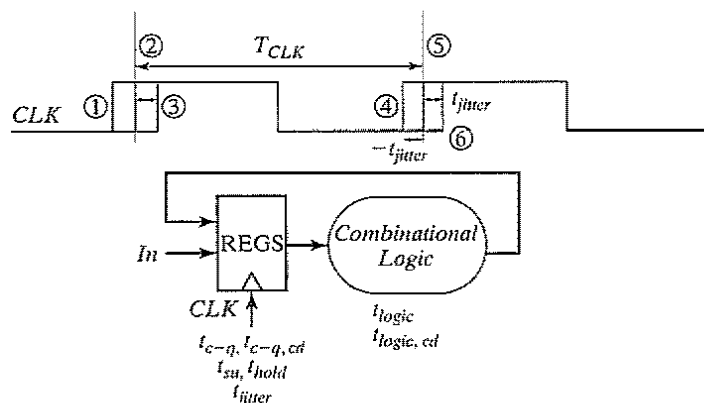 ② T_CLK ⑤
CLK ① ③ ④ t_jitter
−t_jitter ⑥
In REGS Combinational
Logic
CLK
t_logic
t_logic, cd
t_c−q, t_c−q, cd
t_su, t_hold
t_jitter